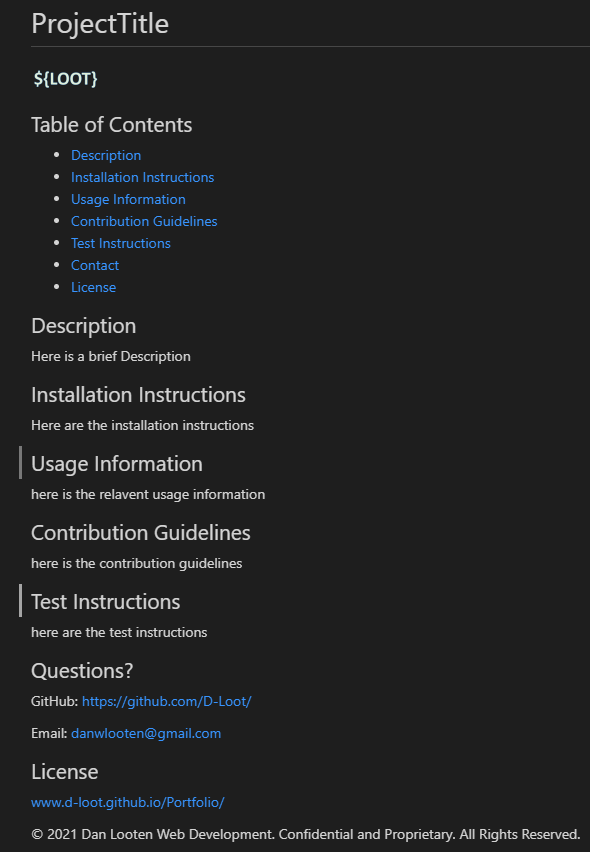 ProjectTitle
${LOOT}
Table of Contents
Description
Installation Instructions
Usage Information
Contribution Guidelines
Test Instructions
Contact
License
Description
Here is a brief Description
Installation Instructions
Here are the installation instructions
Usage Information
here is the relavent usage information
Contribution Guidelines
here is the contribution guidelines
Test Instructions
here are the test instructions
Questions?
GitHub: https://github.com/D-Loot/
Email: danwlooten@gmail.com
License
www.d-loot.github.io/Portfolio/
© 2021 Dan Looten Web Development. Confidential and Proprietary. All Rights Reserved.